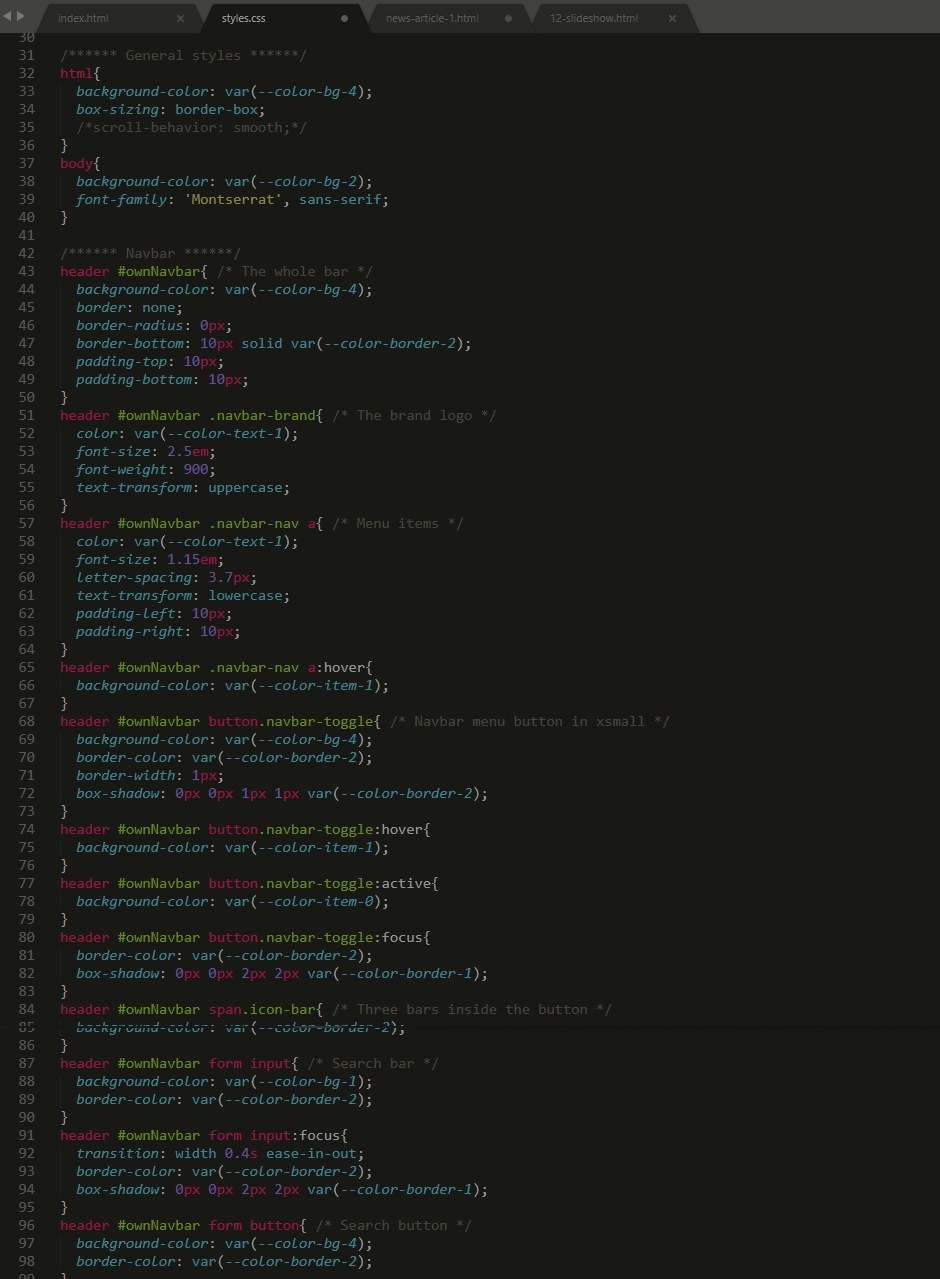 index.html × styles.css news-article-1.html 12-slideshow.html ×
30
31 /****** General styles ******/
32 html{
33 background-color: var(--color-bg-4);
34 box-sizing: border-box;
35 /*scroll-behavior: smooth;*/
36 }
37 body{
38 background-color: var(--color-bg-2);
39 font-family: 'Montserrat', sans-serif;
40 }
41
42 /****** Navbar ******/
43 header #ownNavbar{ /* The whole bar */
44 background-color: var(--color-bg-4);
45 border: none;
46 border-radius: 0px;
47 border-bottom: 10px solid var(--color-border-2);
48 padding-top: 10px;
49 padding-bottom: 10px;
50 }
51 header #ownNavbar .navbar-brand{ /* The brand logo */
52 color: var(--color-text-1);
53 font-size: 2.5em;
54 font-weight: 900;
55 text-transform: uppercase;
56 }
57 header #ownNavbar .navbar-nav a{ /* Menu items */
58 color: var(--color-text-1);
59 font-size: 1.15em;
60 letter-spacing: 3.7px;
61 text-transform: lowercase;
62 padding-left: 10px;
63 padding-right: 10px;
64 }
65 header #ownNavbar .navbar-nav a:hover{
66 background-color: var(--color-item-1);
67 }
68 header #ownNavbar button.navbar-toggle{ /* Navbar menu button in xsmall */
69 background-color: var(--color-bg-4);
70 border-color: var(--color-border-2);
71 border-width: 1px;
72 box-shadow: 0px 0px 1px 1px var(--color-border-2);
73 }
74 header #ownNavbar button.navbar-toggle:hover{
75 background-color: var(--color-item-1);
76 }
77 header #ownNavbar button.navbar-toggle:active{
78 background-color: var(--color-item-0);
79 }
80 header #ownNavbar button.navbar-toggle:focus{
81 border-color: var(--color-border-2);
82 box-shadow: 0px 0px 2px 2px var(--color-border-1);
83 }
84 header #ownNavbar span.icon-bar{ /* Three bars inside the button */
85 background-color: var(--color-border-2);
86 }
87 header #ownNavbar form input{ /* Search bar */
88 background-color: var(--color-bg-1);
89 border-color: var(--color-border-2);
90 }
91 header #ownNavbar form input:focus{
92 transition: width 0.4s ease-in-out;
93 border-color: var(--color-border-2);
94 box-shadow: 0px 0px 2px 2px var(--color-border-1);
95 }
96 header #ownNavbar form button{ /* Search button */
97 background-color: var(--color-bg-4);
98 border-color: var(--color-border-2);
99 }